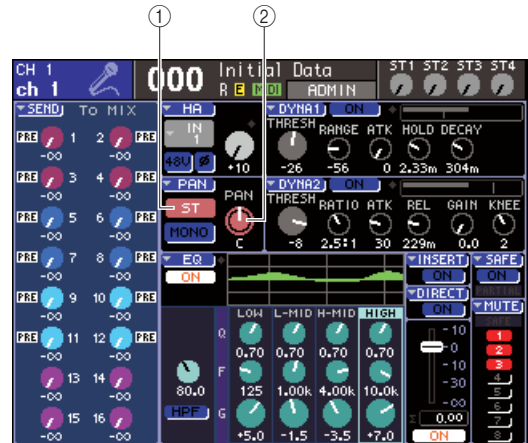 ① ②
CH 1
ch 1
000
Initial Data
R E MIDI ADMIN
ST1 ST2 ST3 ST4
SEND To MIX
PRE 1 2 PRE
-∞ -∞
PRE 3 4 PRE
-∞ -∞
PRE 5 6 PRE
-∞ -∞
PRE 7 8 PRE
-∞ -∞
PRE 9 10 PRE
-∞ -∞
PRE 11 12 PRE
-∞ -∞
13 14
-∞ -∞
15 16
-∞ -∞
HA
IN
1
48V Ø
+10
PAN
ST
MONO
PAN
C
DYNA1 ON
THRESH RANGE ATK HOLD DECAY
-26 -56 0 2.33m 304m
DYNA2 ON
THRESH RATIO ATK REL GAIN KNEE
-8 2.5:1 30 229m 0.0 2
EQ
ON
LOW L-MID H-MID HIGH
Q
0.70 0.70 0.70 0.70
F
80.0 125 1.00k 4.00k 10.0k
HPF
G
+5.0 -1.5 -3.5 +7.0
INSERT
ON
DIRECT
ON
10
0
-10
-30
-∞
Σ 0.00
ON
SAFE
ON
PARTIAL
MUTE
SAFE
1
2
3
4
5
6
7
8